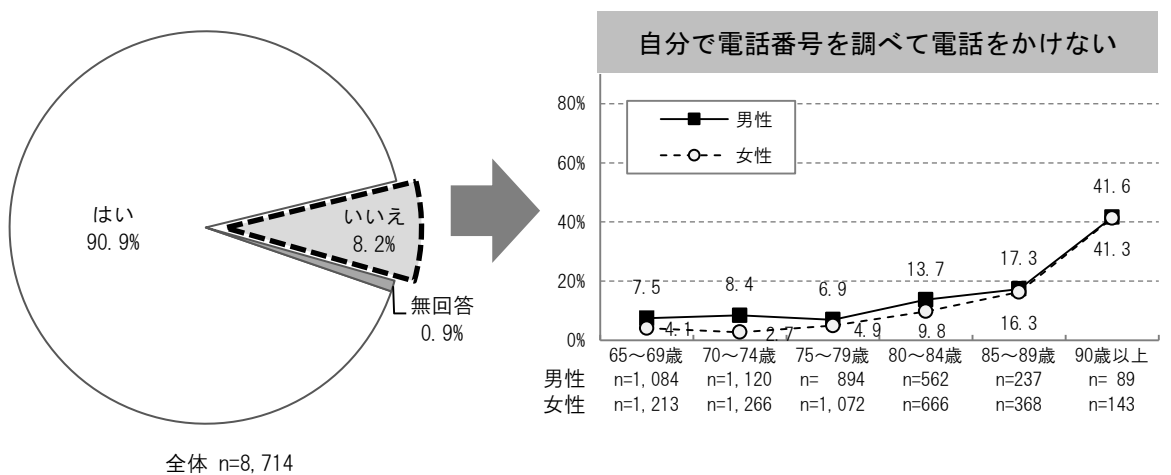 はい
90.9%
いいえ
8.2%
無回答
0.9%
全体 n=8,714
自分で電話番号を調べて電話をかけない
80%
60%
40%
20%
0%
男性
女性
7.5
8.4
6.9
13.7
17.3
41.6
4.1
2.7
4.9
9.8
16.3
41.3
65～69歳 70～74歳 75～79歳 80～84歳 85～89歳 90歳以上
男性 n=1,084 n=1,120 n= 894 n=562 n=237 n= 89
女性 n=1,213 n=1,266 n=1,072 n=666 n=368 n=143